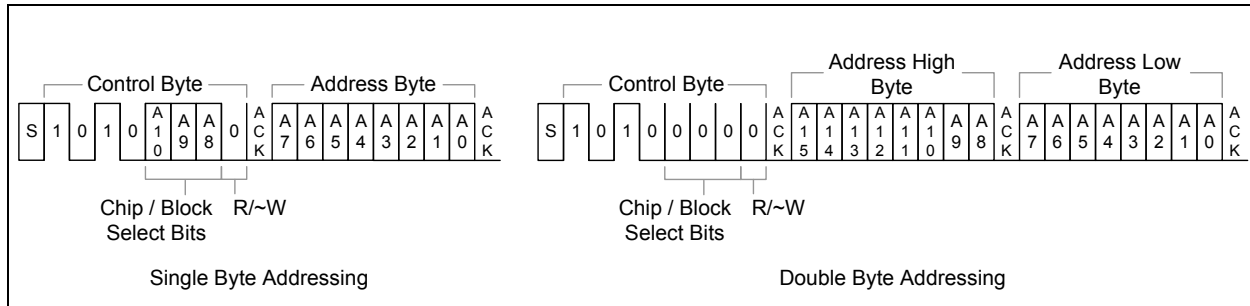 Control Byte
Address Byte
S 1 0 1 0 A10 A9 A8 0 ACK A7 A6 A5 A4 A3 A2 A1 A0 ACK
Chip / Block
Select Bits
R/~W
Single Byte Addressing
Control Byte
Address High
Byte
Address Low
Byte
S 1 0 1 0 0 0 0 0 ACK A15 A14 A13 A12 A11 A10 A9 A8 ACK A7 A6 A5 A4 A3 A2 A1 A0 ACK
Chip / Block
Select Bits
R/~W
Double Byte Addressing